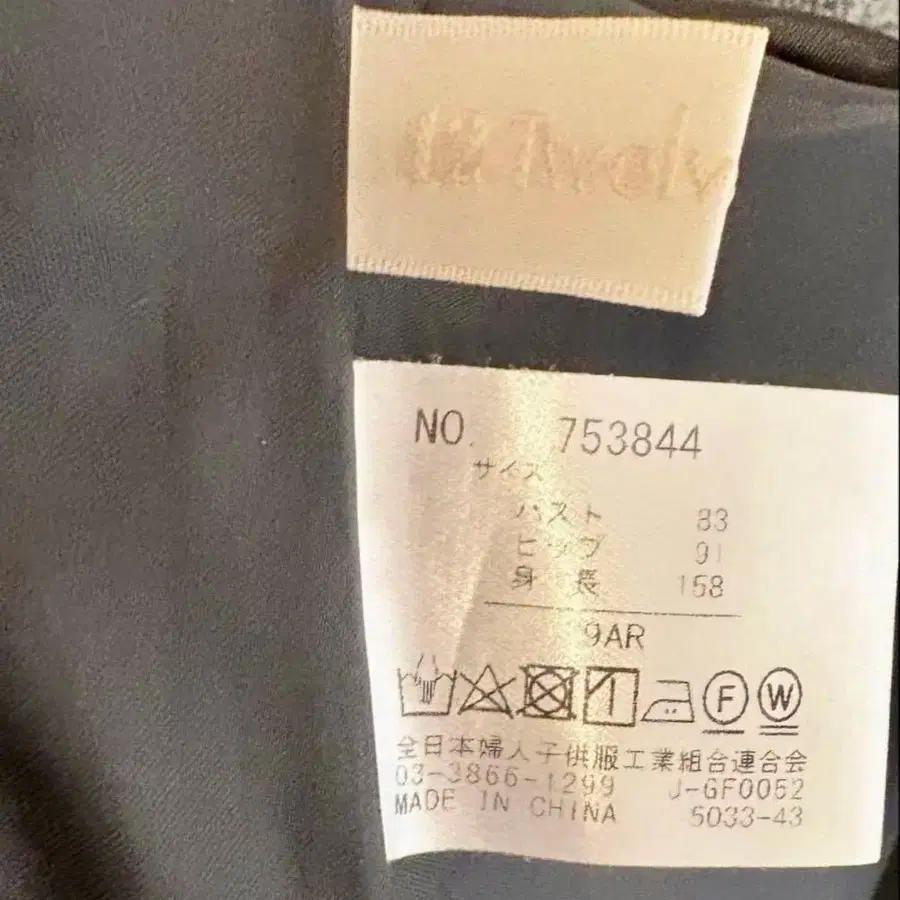 NO. 753844
サイズ
バスト 83
ヒップ 91
身長 158
9AR
F W
全日本婦人子供服工業組合連合会
03-3866-1299 J-GF0052
MADE IN CHINA 5033-43